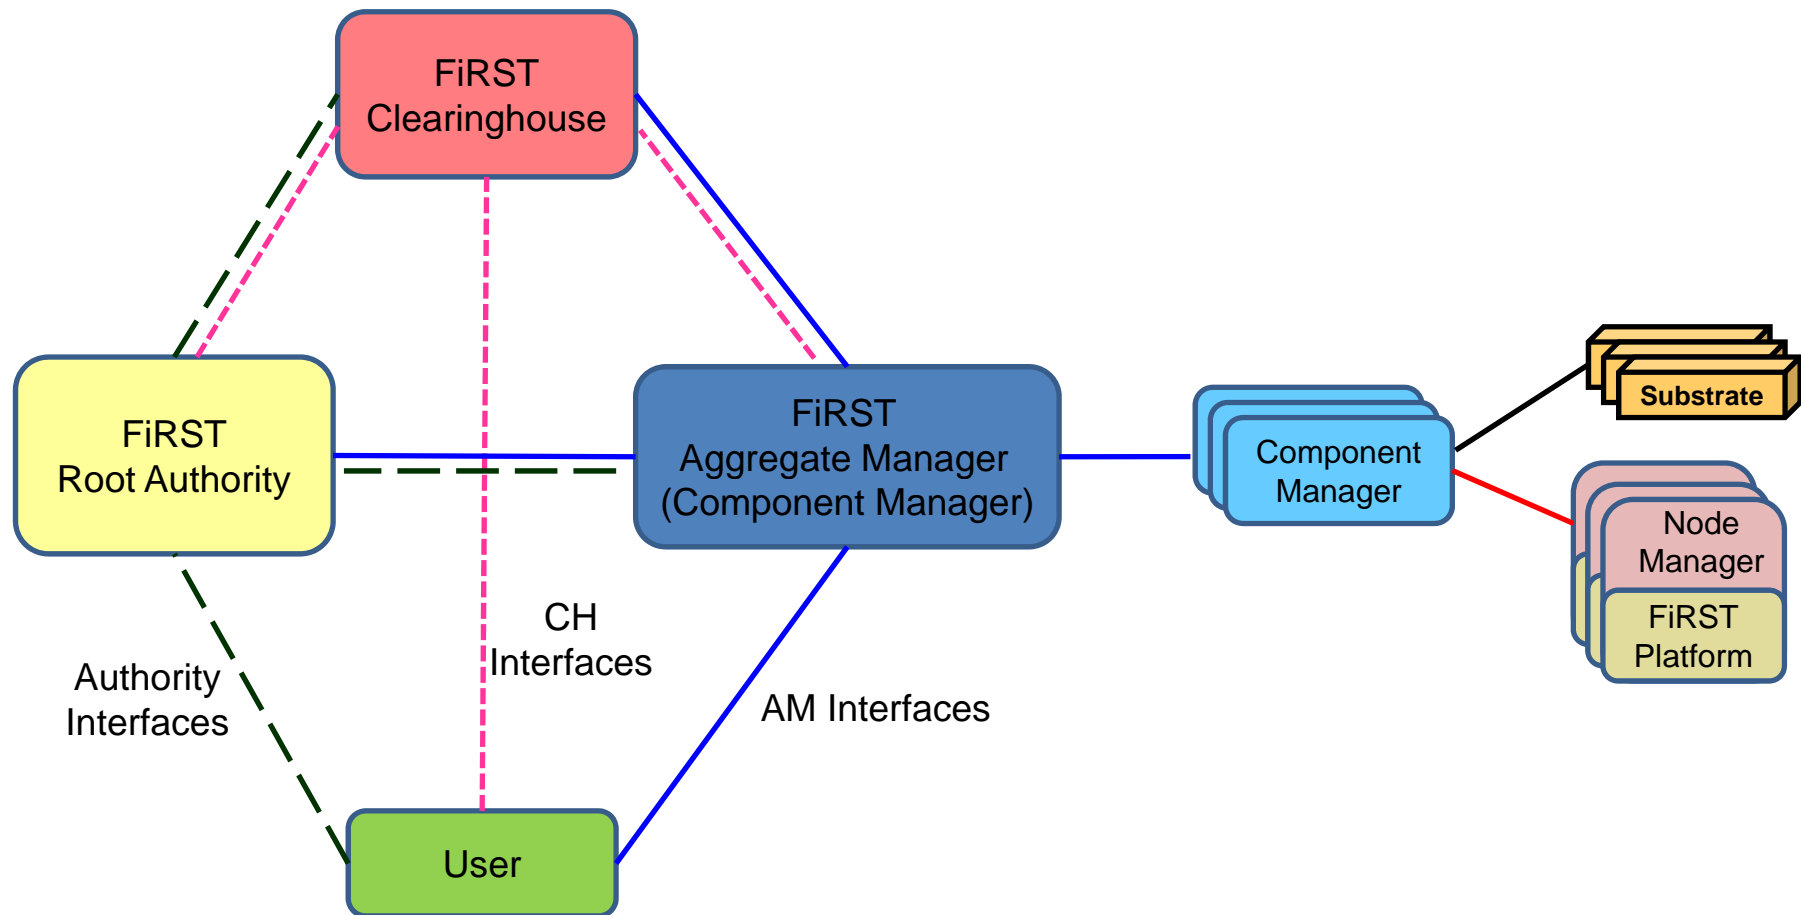 FiRST
Clearinghouse
FiRST
Root Authority
FiRST
Aggregate Manager
(Component Manager)
Component
Manager
Substrate
Node
Manager
FiRST
Platform
CH
Interfaces
Authority
Interfaces
AM Interfaces
User